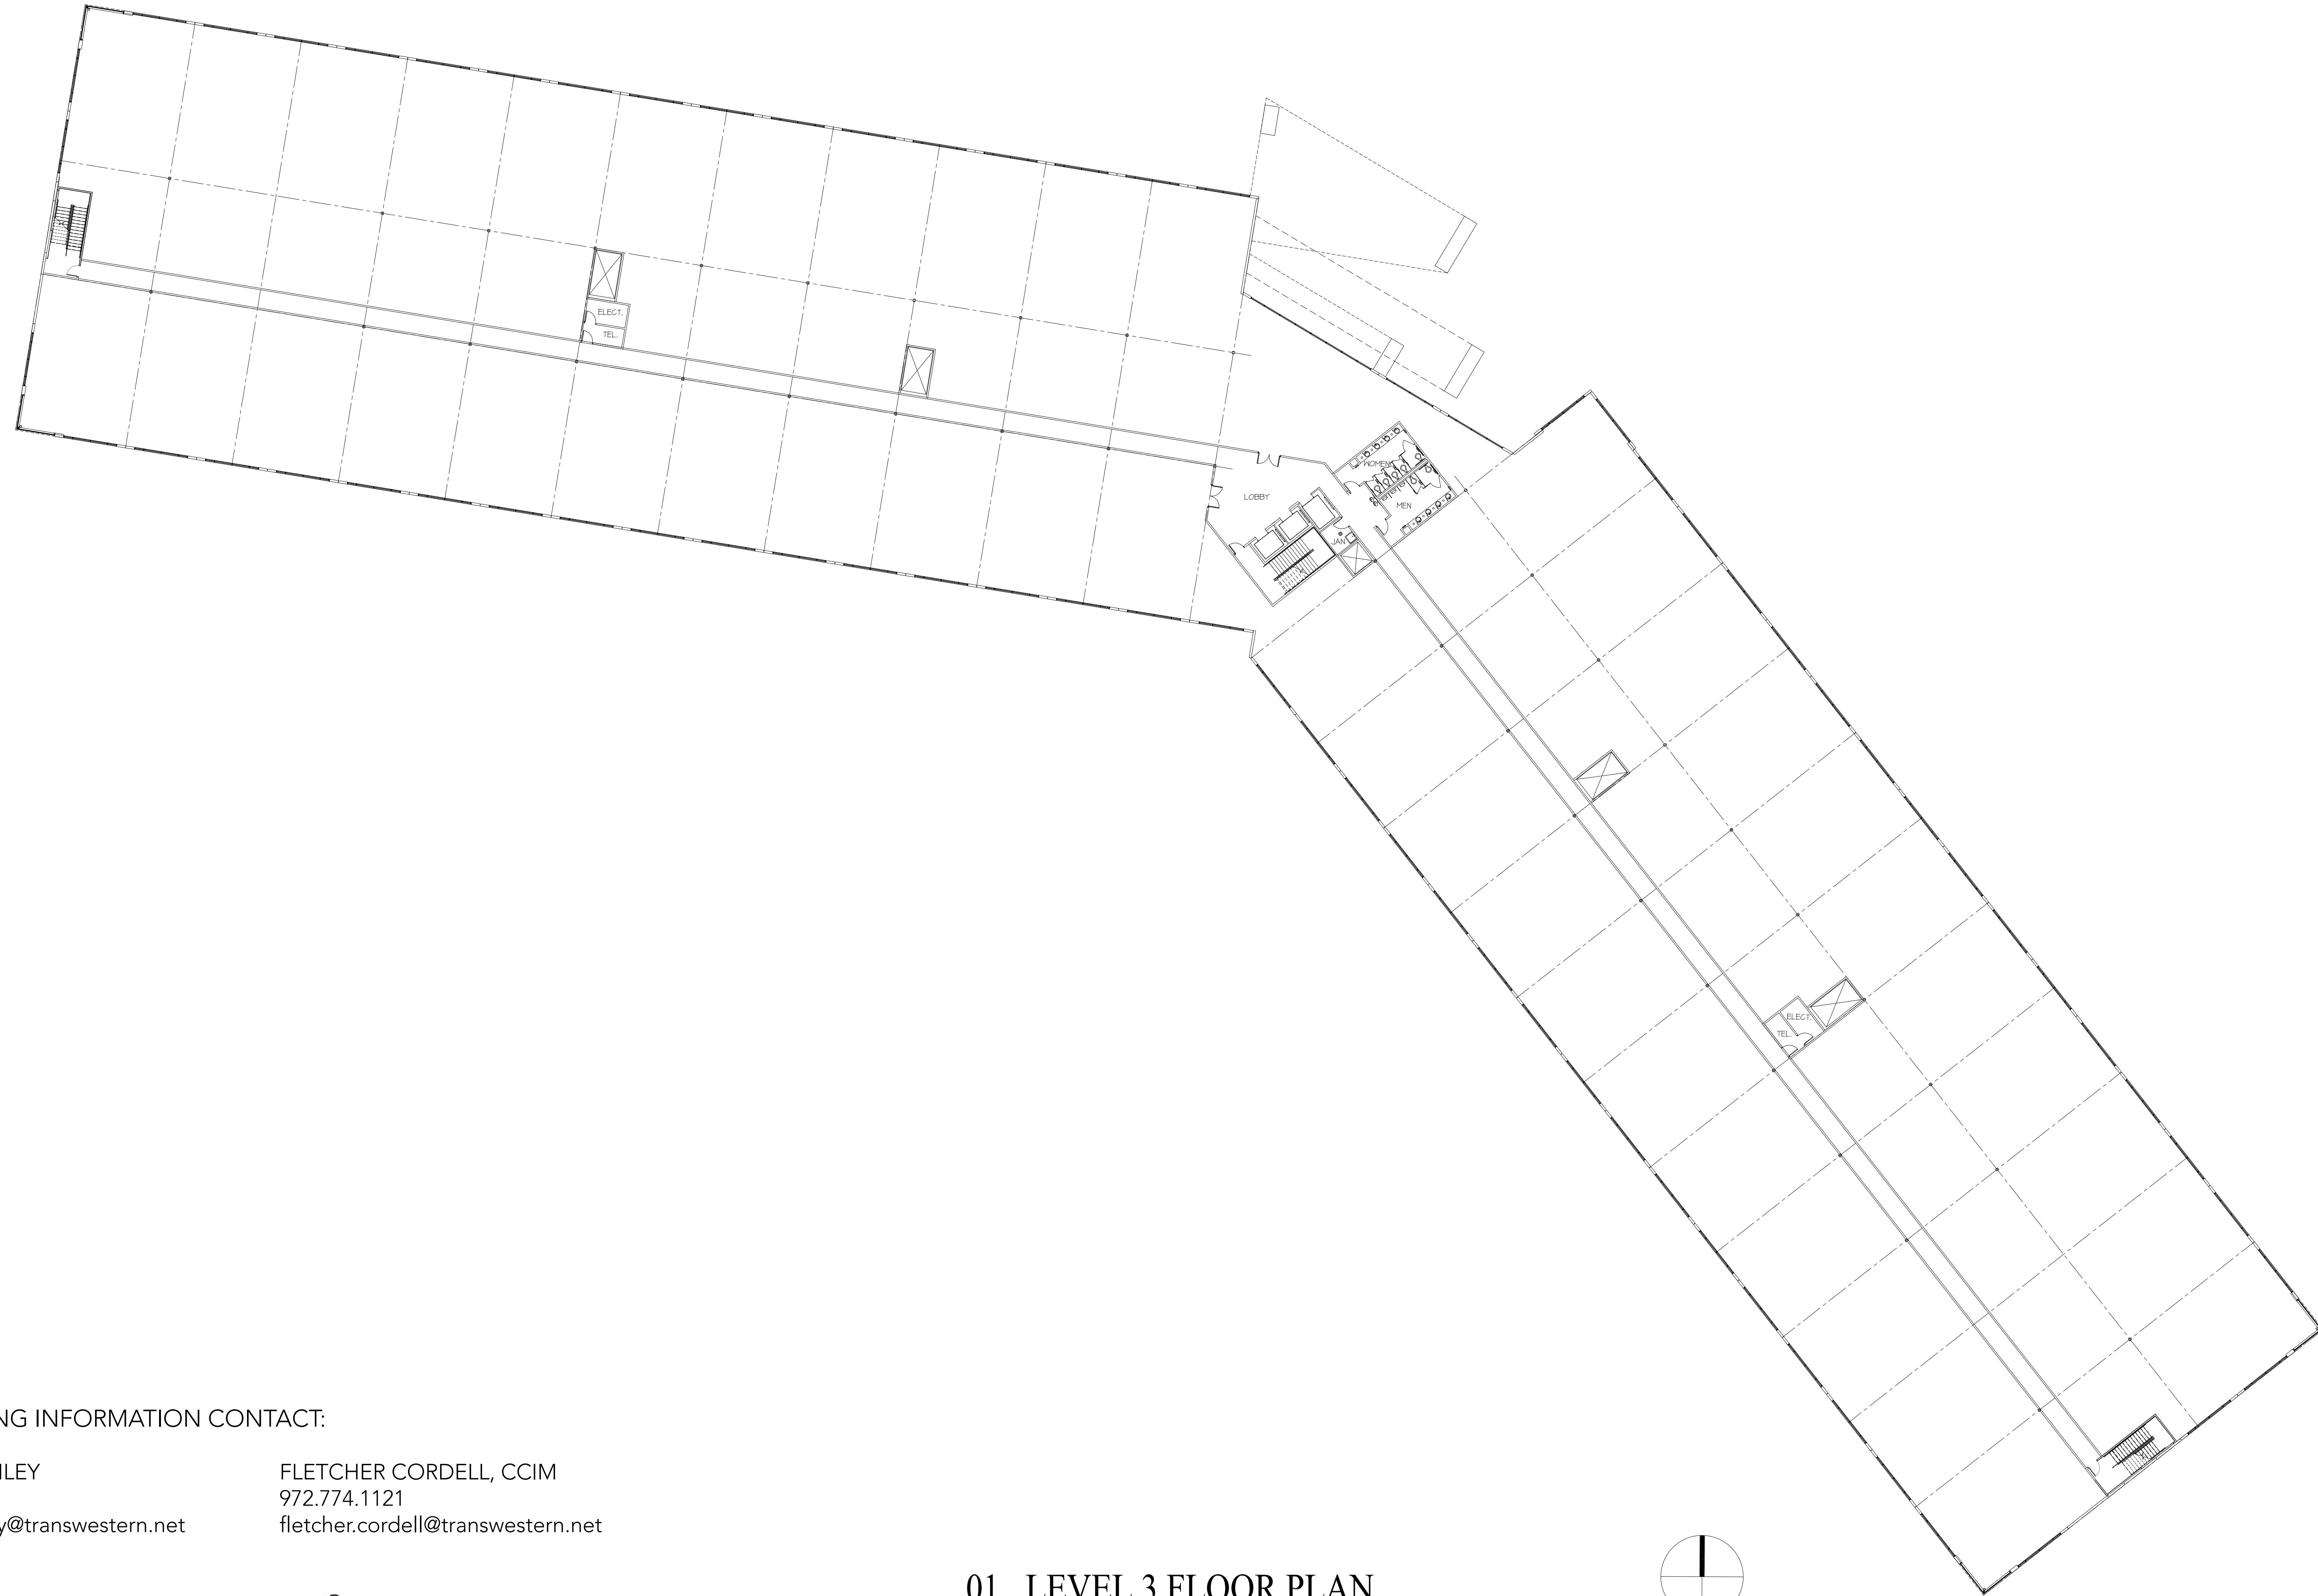 ELECT.
TEL.
WOMEN
LOBBY
MEN
JAN
ELECT.
TEL.
NG INFORMATION CONTACT:
FLETCHER CORDELL, CCIM
972.774.1121
y@transwestern.net
fletcher.cordell@transwestern.net
01 LEVEL 3 FLOOR PLAN